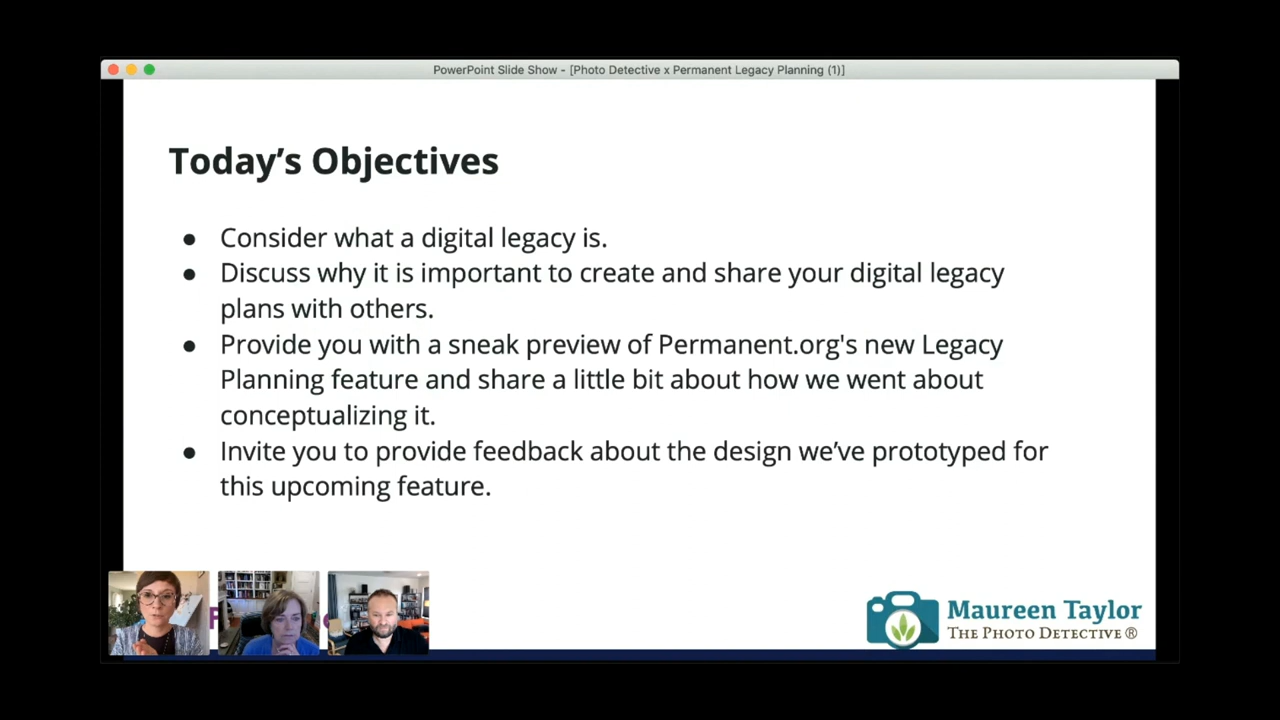 PowerPoint Slide Show - [Photo Detective x Permanent Legacy Planning (1)]
Today's Objectives
● Consider what a digital legacy is.
● Discuss why it is important to create and share your digital legacy
plans with others.
● Provide you with a sneak preview of Permanent.org's new Legacy
Planning feature and share a little bit about how we went about
conceptualizing it.
● Invite you to provide feedback about the design we've prototyped for
this upcoming feature.
Maureen Taylor
THE PHOTO DETECTIVE ®